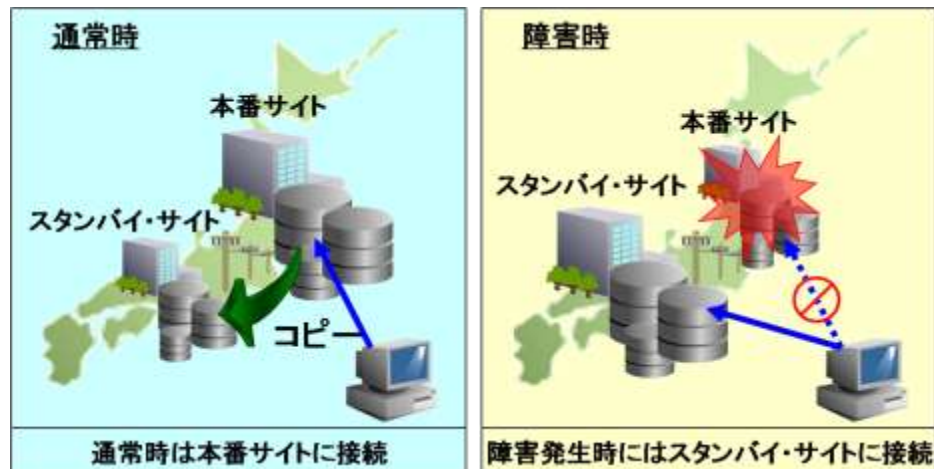 通常時
本番サイト
スタンバイ・サイト
コピー
通常時は本番サイトに接続
障害時
本番サイト
スタンバイ・サイト
障害発生時にはスタンバイ・サイトに接続